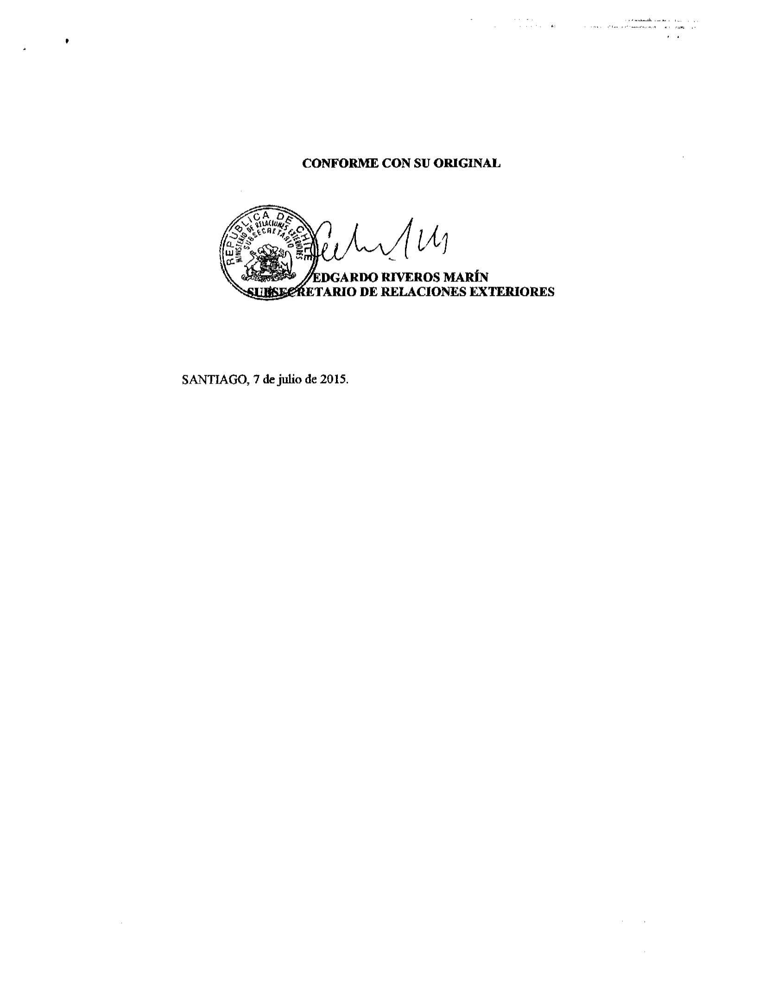 CONFORME CON SU ORIGINAL
REPUBLICA DE CHILE
MINISTERIO DE RELACIONES EXTERIORES
SUBSECRETARIO
EDGARDO RIVEROS MARÍN
SUBSECRETARIO DE RELACIONES EXTERIORES
SANTIAGO, 7 de julio de 2015.